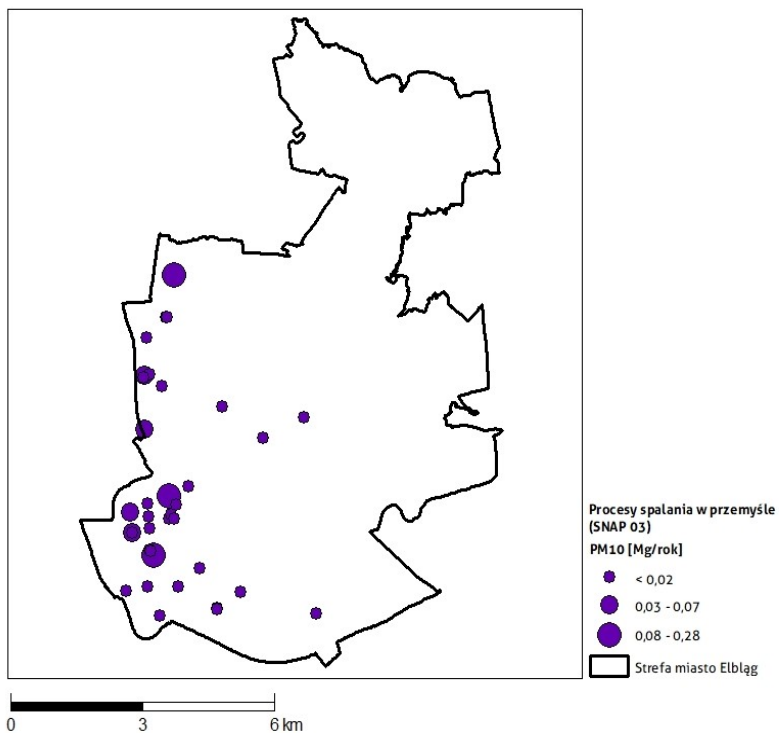 Procesy spalania w przemyśle
(SNAP 03)
PM10 [Mg/rok]
< 0,02
0,03 - 0,07
0,08 - 0,28
Strefa miasto Elbląg
0 3 6 km